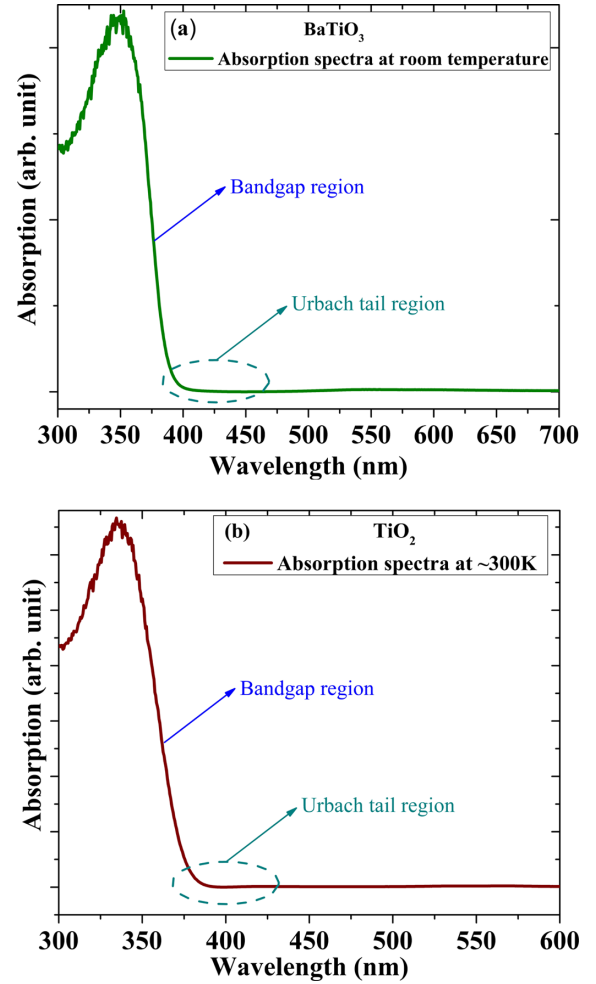 (a)
BaTiO₃
Absorption spectra at room temperature
Absorption (arb. unit)
Bandgap region
Urbach tail region
300 350 400 450 500 550 600 650 700
Wavelength (nm)
(b)
TiO₂
Absorption spectra at ~300K
Absorption (arb. unit)
Bandgap region
Urbach tail region
300 350 400 450 500 550 600
Wavelength (nm)